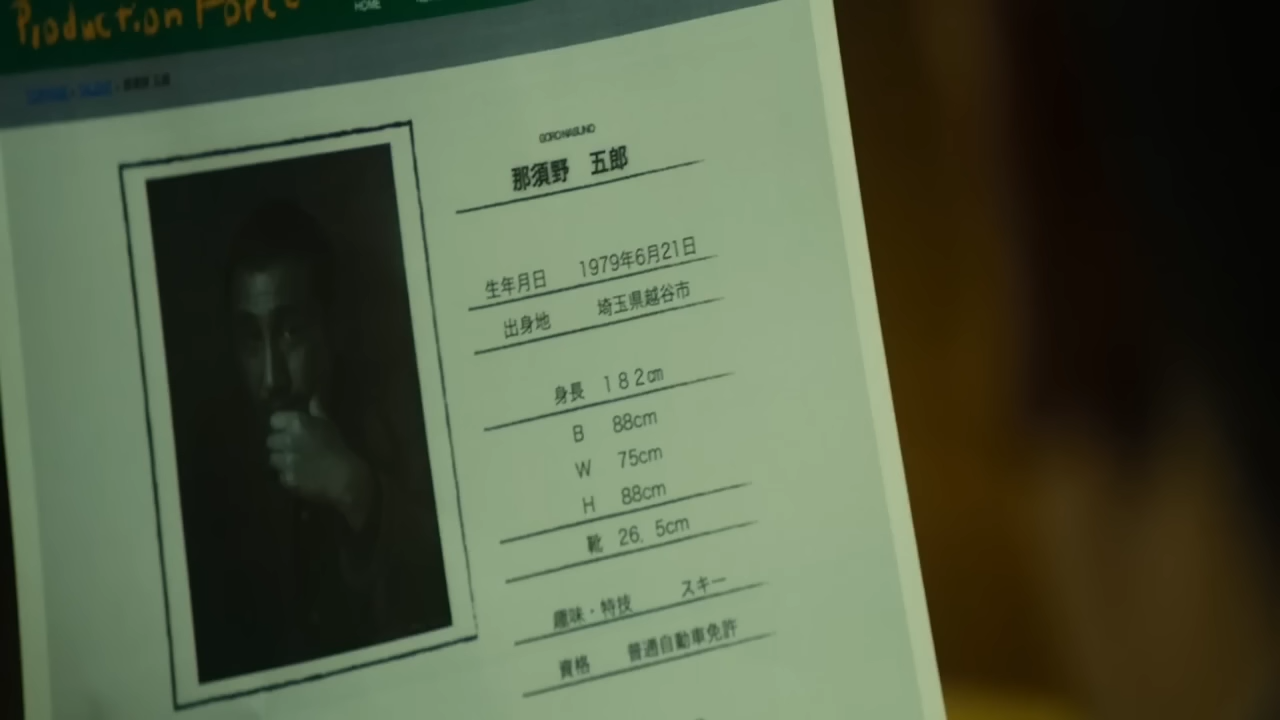 Production Force
HOME
GORO NASUNO
那須野 五郎
生年月日 1979年6月21日
出身地 埼玉県越谷市
身長 182㎝
B 88cm
W 75cm
H 88cm
靴 26.5cm
趣味・特技 スキー
資格 普通自動車免許